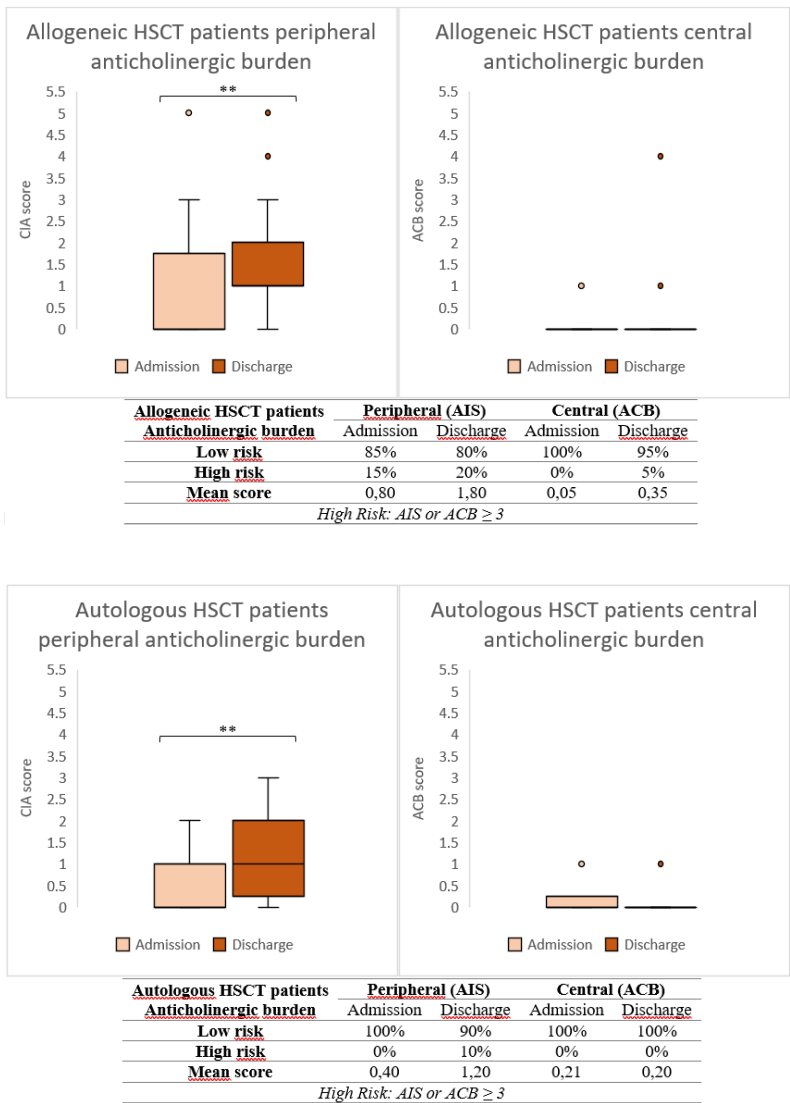 Allogeneic HSCT patients peripheral
anticholinergic burden
**
5.5
5
4.5
4
3.5
3
2.5
2
1.5
1
0.5
0
CIA score
Admission Discharge
Allogeneic HSCT patients central
anticholinergic burden
5.5
5
4.5
4
3.5
3
2.5
2
1.5
1
0.5
0
ACB score
Admission Discharge
Allogeneic HSCT patients Peripheral (AIS) Central (ACB)
Anticholinergic burden Admission Discharge Admission Discharge
Low risk 85% 80% 100% 95%
High risk 15% 20% 0% 5%
Mean score 0,80 1,80 0,05 0,35
High Risk: AIS or ACB ≥ 3
Autologous HSCT patients
peripheral anticholinergic burden
**
5.5
5
4.5
4
3.5
3
2.5
2
1.5
1
0.5
0
CIA score
Admission Discharge
Autologous HSCT patients central
anticholinergic burden
5.5
5
4.5
4
3.5
3
2.5
2
1.5
1
0.5
0
ACB score
Admission Discharge
Autologous HSCT patients Peripheral (AIS) Central (ACB)
Anticholinergic burden Admission Discharge Admission Discharge
Low risk 100% 90% 100% 100%
High risk 0% 10% 0% 0%
Mean score 0,40 1,20 0,21 0,20
High Risk: AIS or ACB ≥ 3